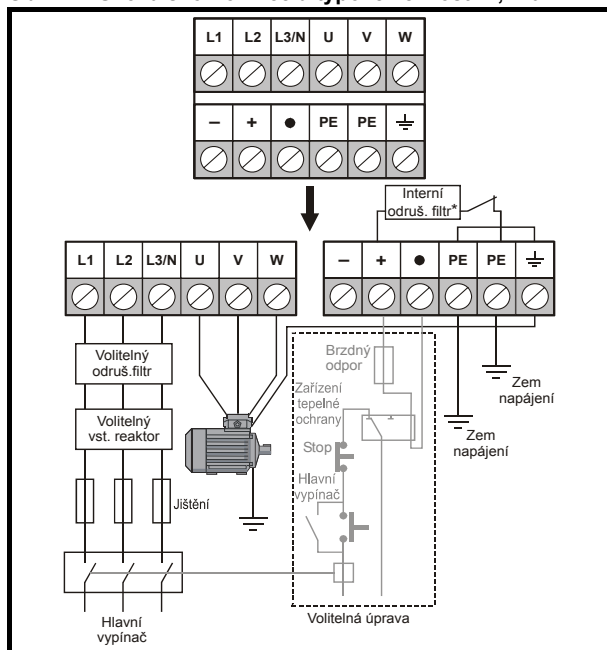 L1 L2 L3/N U V W
− + ● PE PE ⏚
Interní
odruš. filtr*
L1 L2 L3/N U V W
− + ● PE PE ⏚
Volitelný
odruš.filtr
Volitelný
vst. reaktor
Jištění
Hlavní
vypínač
Brzdný
odpor
Zařízení
tepelné
ochrany
Stop
Hlavní
vypínač
Volitelná úprava
Zem
napájení
Zem
napájení